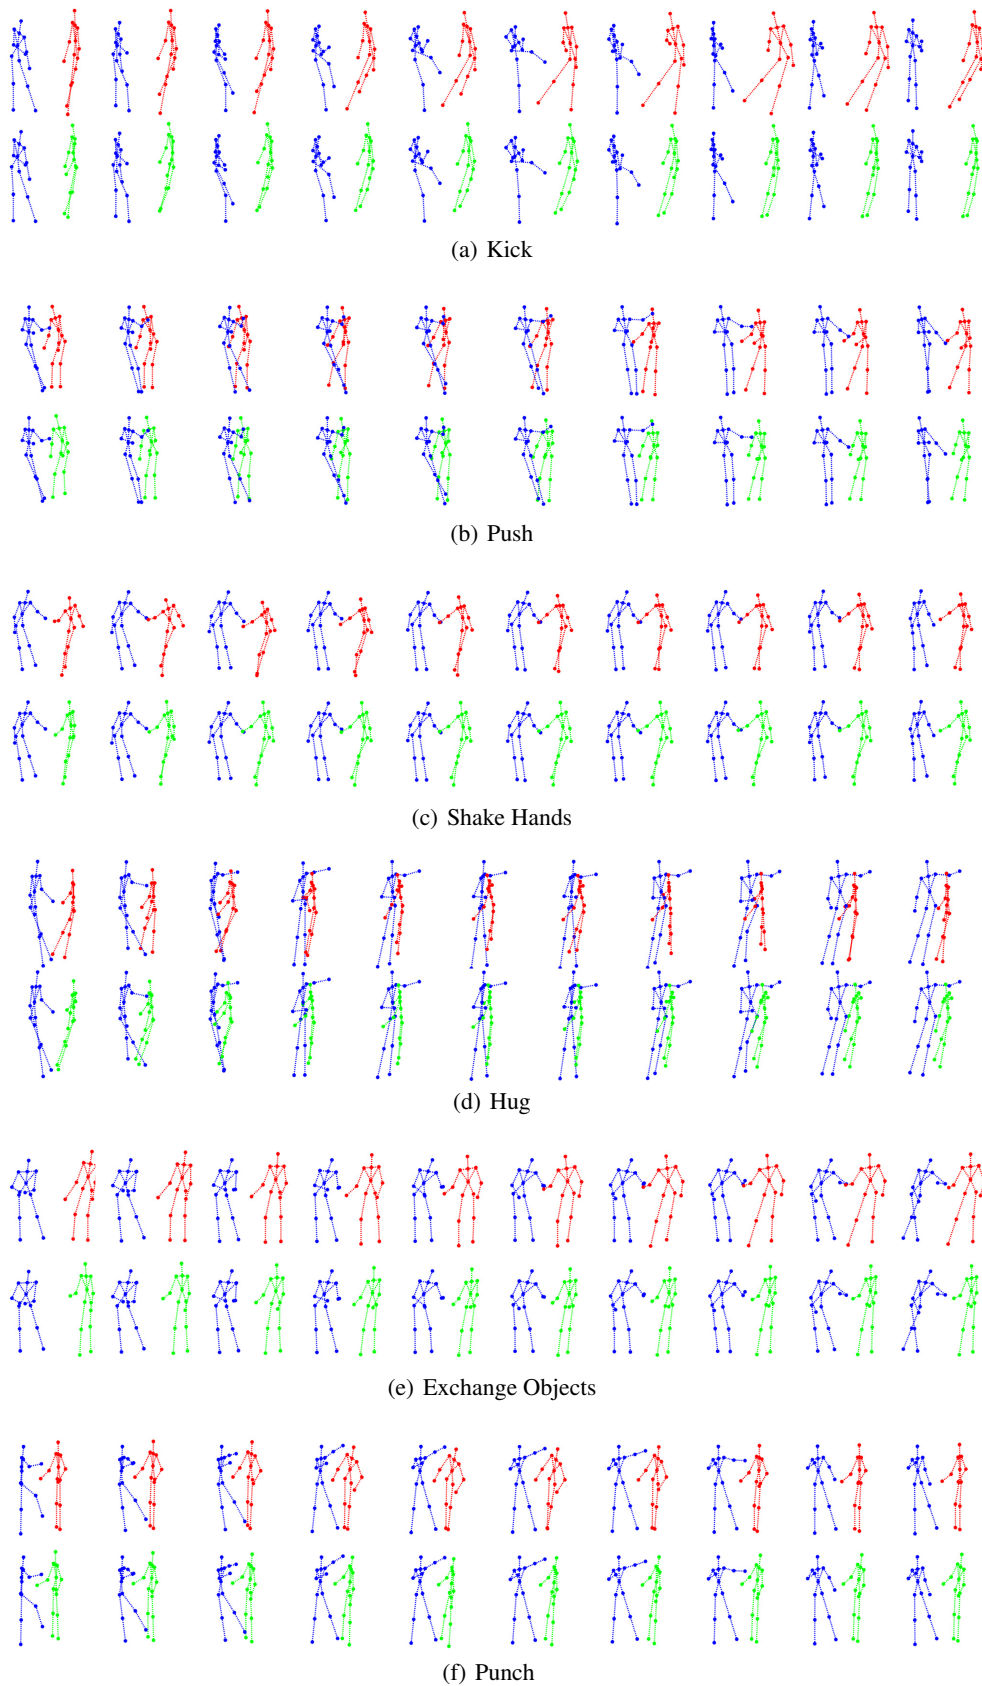 (a) Kick
(b) Push
(c) Shake Hands
(d) Hug
(e) Exchange Objects
(f) Punch